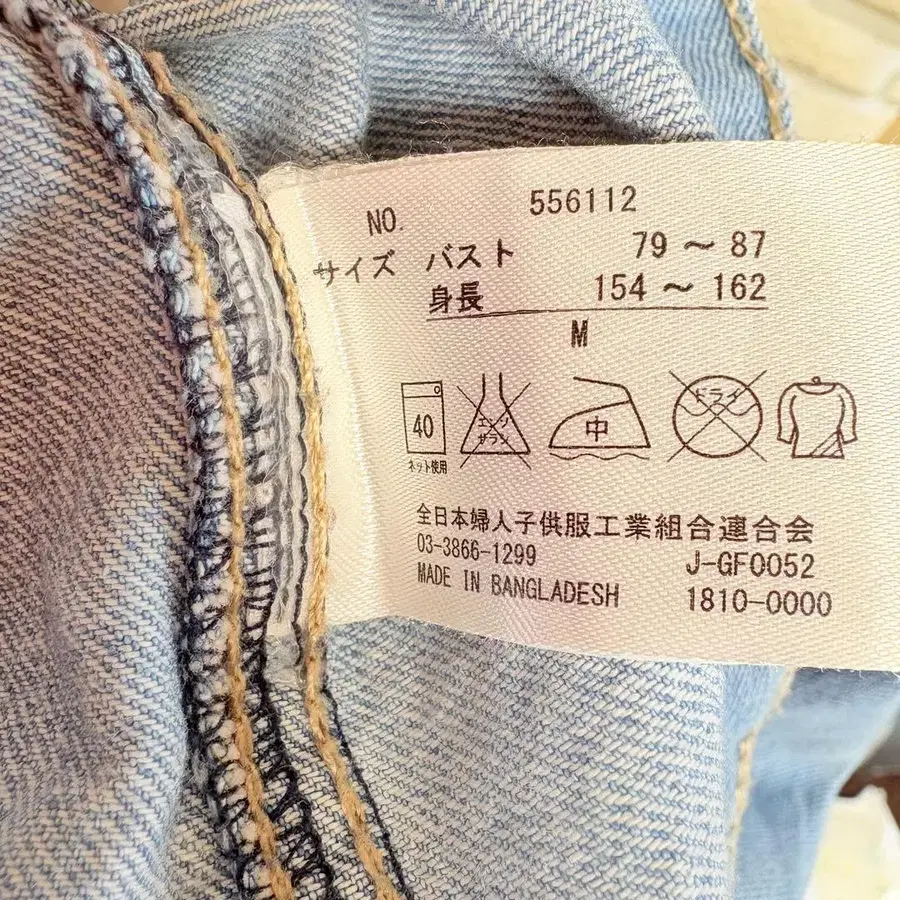 NO. 556112
サイズ バスト 79 ～ 87
身長 154 ～ 162
M
40
ネット使用
エンソ
サラシ
中
ドライ
全日本婦人子供服工業組合連合会
03-3866-1299 J-GF0052
MADE IN BANGLADESH 1810-0000